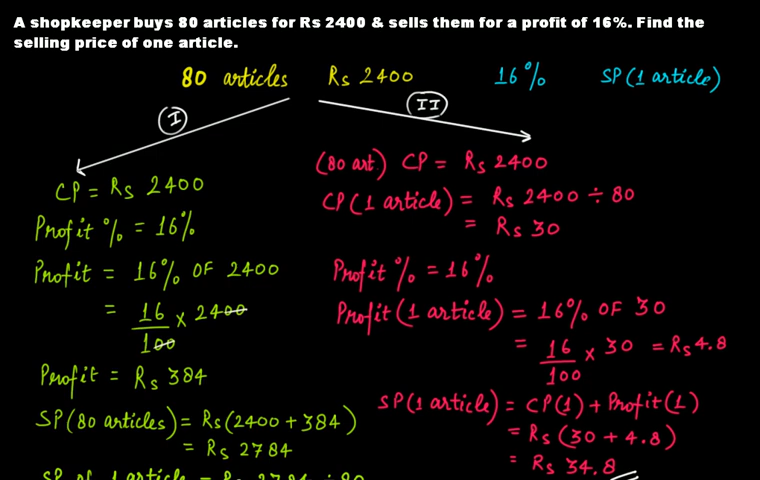 A shopkeeper buys 80 articles for Rs 2400 & sells them for a profit of 16%. Find the
selling price of one article.
80 articles Rs 2400 16% SP(1 article)
I
CP = Rs 2400
Profit % = 16%
Profit = 16% OF 2400
= 16/100 × 2400
Profit = Rs 384
SP(80 articles) = Rs(2400 + 384)
= Rs 2784
II
(80 art) CP = Rs 2400
CP(1 article) = Rs 2400 ÷ 80
= Rs 30
Profit % = 16%
Profit(1 article) = 16% OF 30
= 16/100 × 30 = Rs 4.8
SP(1 article) = CP(1) + Profit(1)
= Rs(30 + 4.8)
= Rs 34.8